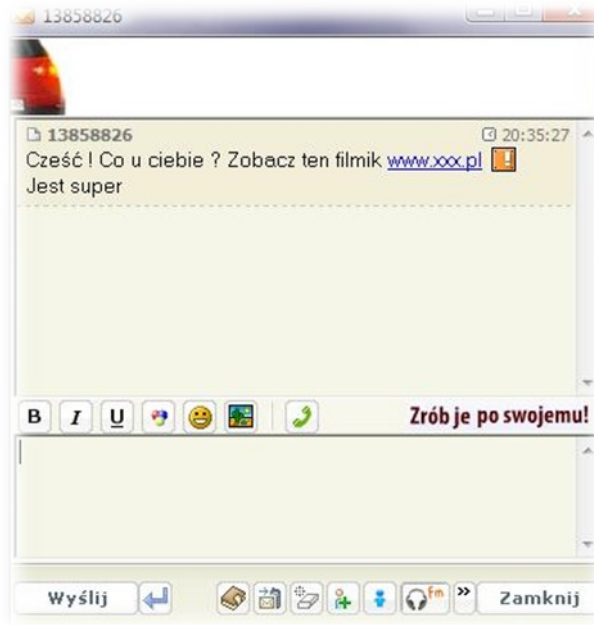 13858826
13858826 20:35:27
Cześć ! Co u ciebie ? Zobacz ten filmik www.xxx.pl
Jest super
B I U Zrób je po swojemu!
Wyślij fm » Zamknij